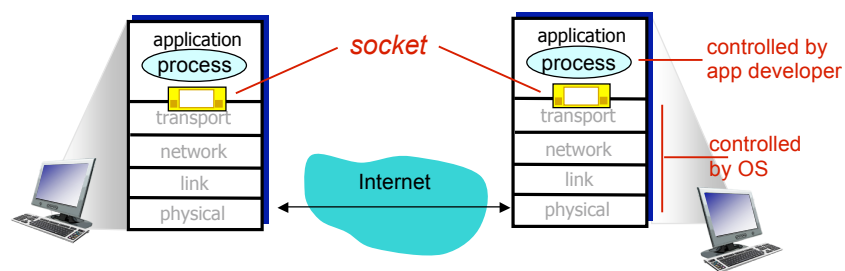 application
process
transport
network
link
physical
socket
Internet
application
process
transport
network
link
physical
controlled by
app developer
controlled
by OS